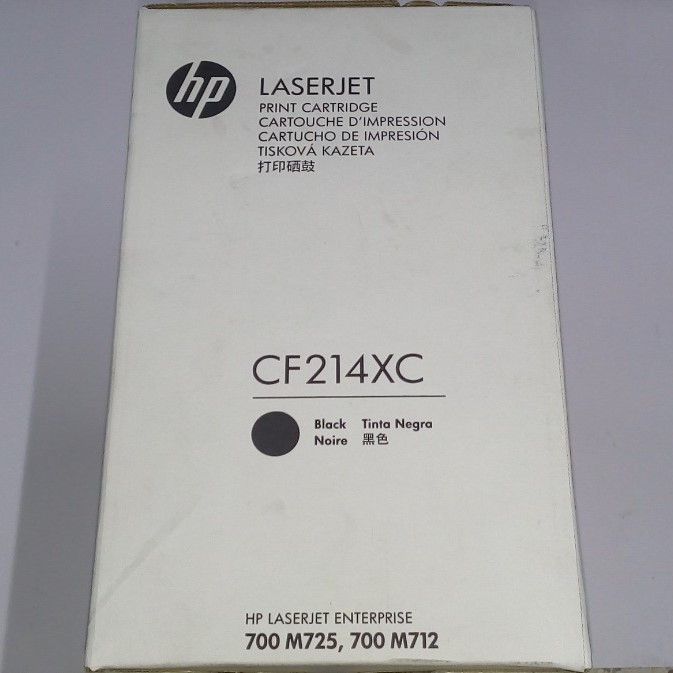 hp
LASERJET
PRINT CARTRIDGE
CARTOUCHE D'IMPRESSION
CARTUCHO DE IMPRESIÓN
TISKOVÁ KAZETA
打印硒鼓
CF214XC
Black Tinta Negra
Noire 黑色
HP LASERJET ENTERPRISE
700 M725, 700 M712